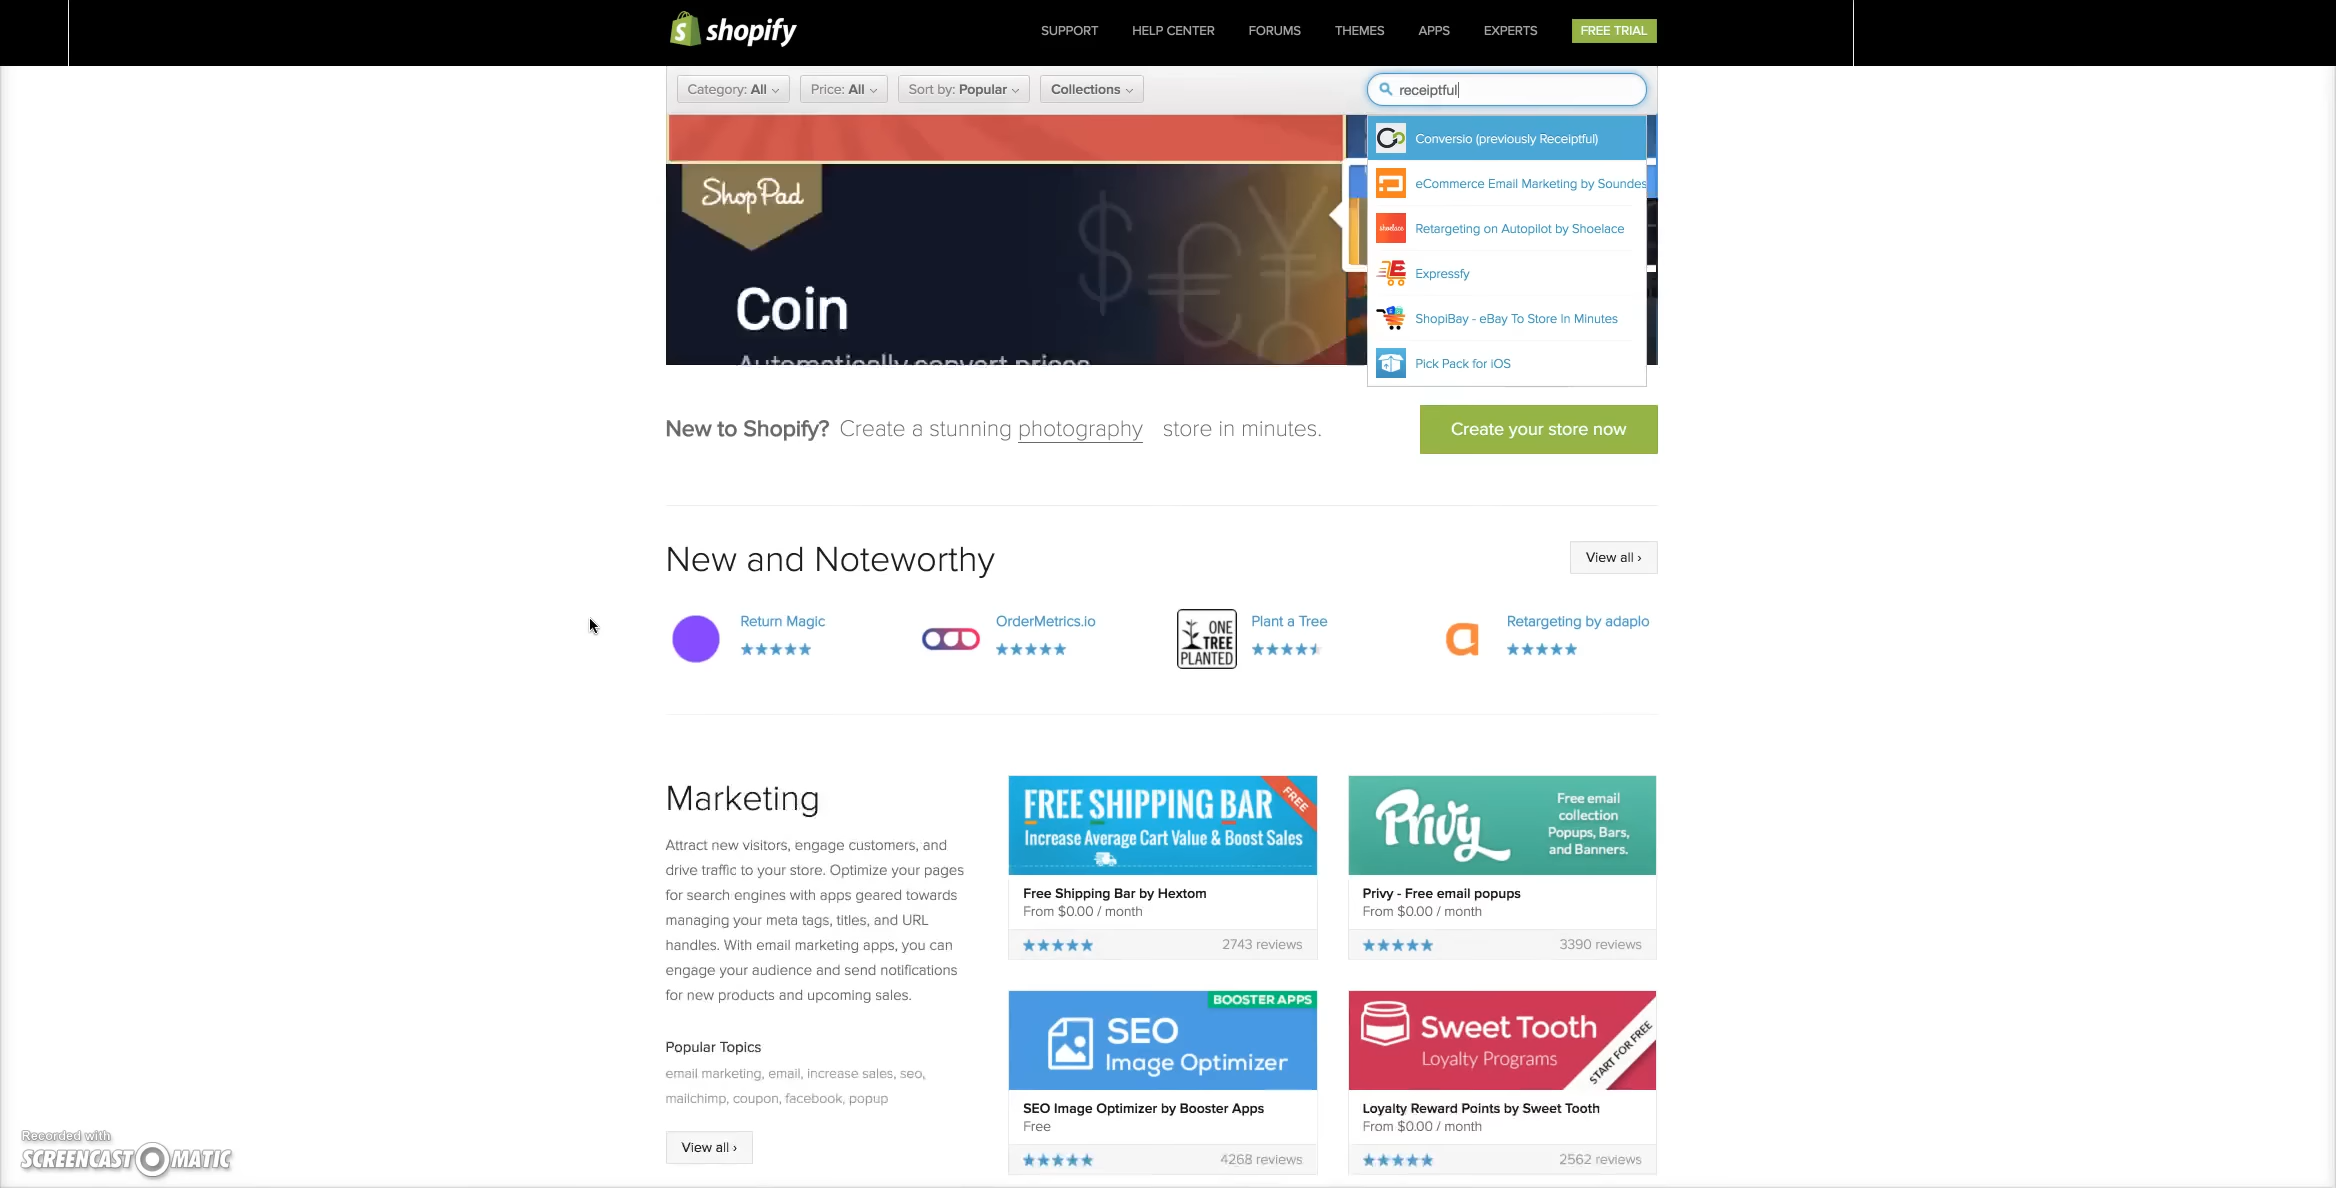 shopify
SUPPORT HELP CENTER FORUMS THEMES APPS EXPERTS FREE TRIAL
Category: All Price: All Sort by: Popular Collections
receiptful
Conversio (previously Receiptful)
eCommerce Email Marketing by Soundes
Retargeting on Autopilot by Shoelace
Expressfy
ShopiBay - eBay To Store In Minutes
Pick Pack for iOS
ShopPad
Coin
Automatically convert prices
New to Shopify? Create a stunning photography store in minutes.
Create your store now
New and Noteworthy
View all ›
Return Magic
OrderMetrics.io
ONE
TREE
PLANTED
Plant a Tree
Retargeting by adaplo
Marketing
Attract new visitors, engage customers, and
drive traffic to your store. Optimize your pages
for search engines with apps geared towards
managing your meta tags, titles, and URL
handles. With email marketing apps, you can
engage your audience and send notifications
for new products and upcoming sales.
Popular Topics
email marketing, email, increase sales, seo,
mailchimp, coupon, facebook, popup
View all ›
FREE SHIPPING BAR
FREE
Increase Average Cart Value & Boost Sales
Free Shipping Bar by Hextom
From $0.00 / month
2743 reviews
Privy
Free email
collection
Popups, Bars,
and Banners.
Privy - Free email popups
From $0.00 / month
3390 reviews
BOOSTER APPS
SEO
Image Optimizer
SEO Image Optimizer by Booster Apps
Free
4268 reviews
Sweet Tooth
Loyalty Programs
START FOR FREE
Loyalty Reward Points by Sweet Tooth
From $0.00 / month
2562 reviews
Recorded with
SCREENCAST MATIC